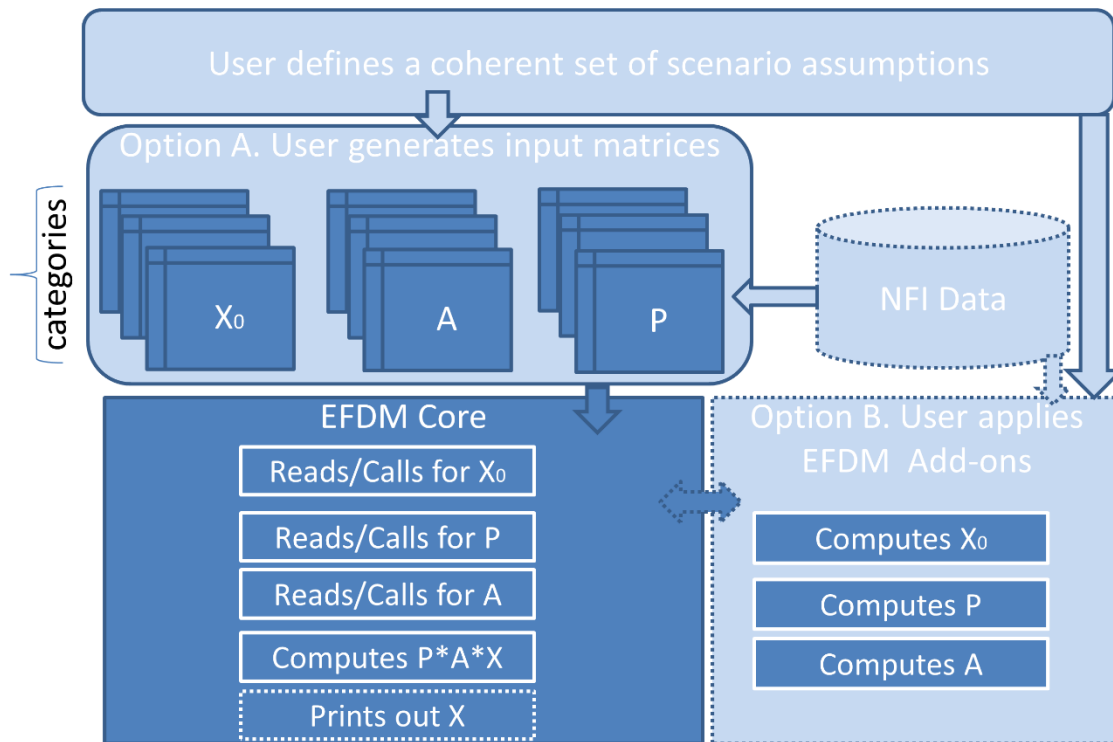 User defines a coherent set of scenario assumptions
Option A. User generates input matrices
categories
X₀
A
P
NFI Data
EFDM Core
Reads/Calls for X₀
Reads/Calls for P
Reads/Calls for A
Computes P*A*X
Prints out X
Option B. User applies
EFDM Add-ons
Computes X₀
Computes P
Computes A